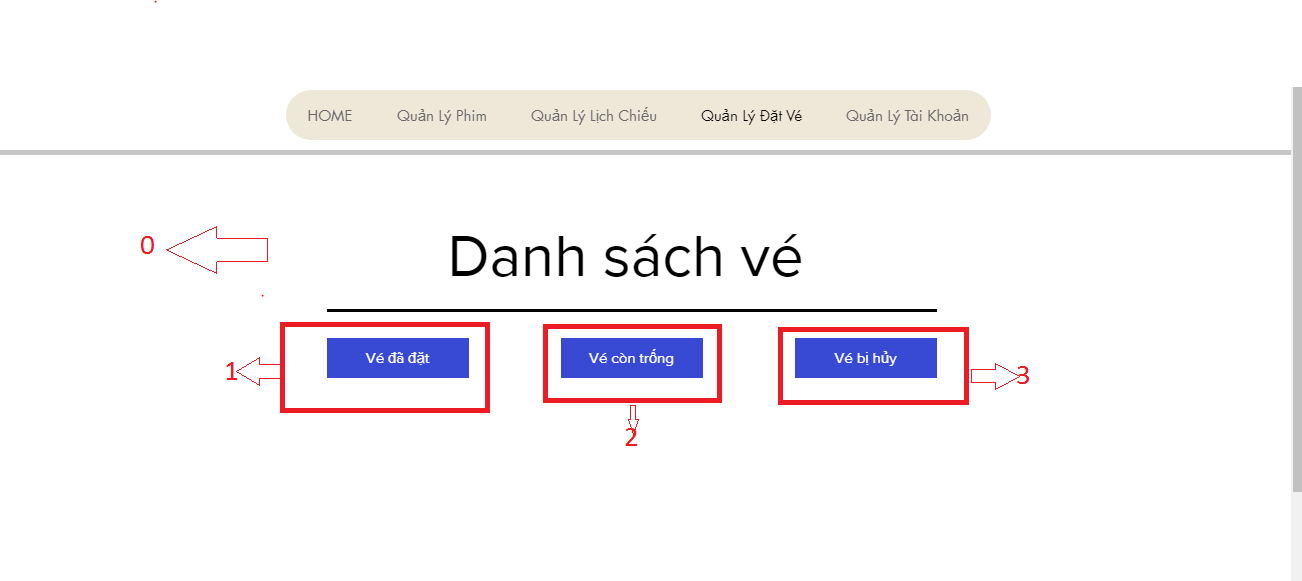 HOME Quản Lý Phim Quản Lý Lịch Chiếu Quản Lý Đặt Vé Quản Lý Tài Khoản
0
Danh sách vé
1 Vé đã đặt Vé còn trống Vé bị hủy 3
2